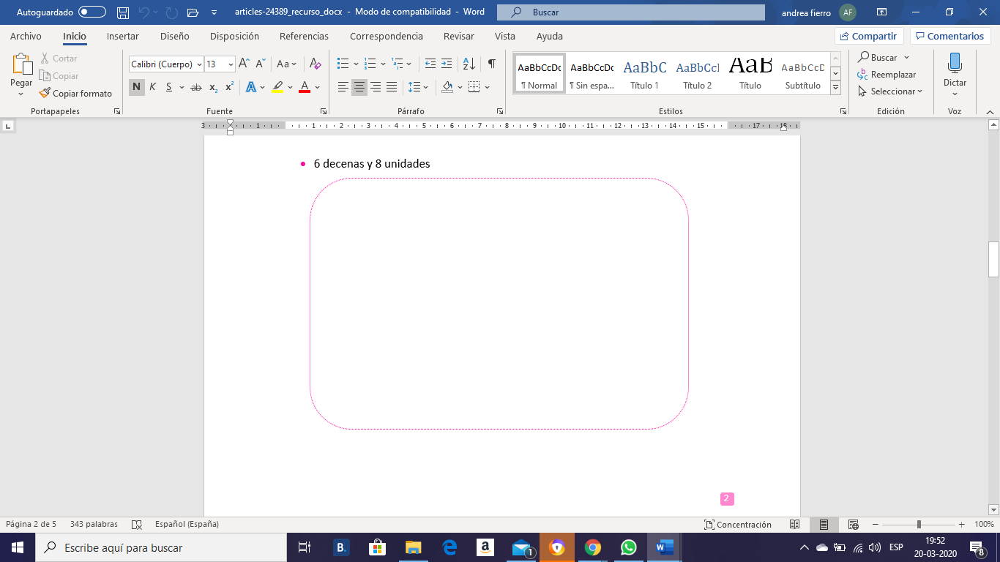 Autoguardado articles-24389_recurso_docx - Modo de compatibilidad - Word Buscar andrea fierro AF
Archivo Inicio Insertar Diseño Disposición Referencias Correspondencia Revisar Vista Ayuda Compartir Comentarios
Pegar Cortar Copiar Copiar formato
Calibri (Cuerpo) 13 Aa
N K S ab x₂ x² A A
AaBbCcDc AaBbCcDc AaBbC AaBbCcI AaB AaBbCcD
¶ Normal ¶ Sin espa... Título 1 Título 2 Título Subtítulo
Buscar Reemplazar Seleccionar
Dictar
Portapapeles Fuente Párrafo Estilos Edición Voz
3 1 1 2 3 4 5 6 7 8 9 10 11 12 13 14 15 17 18
• 6 decenas y 8 unidades
2
Página 2 de 5 343 palabras Español (España) Concentración 100%
Escribe aquí para buscar B. a 1 ESP 19:52
20-03-2020 8